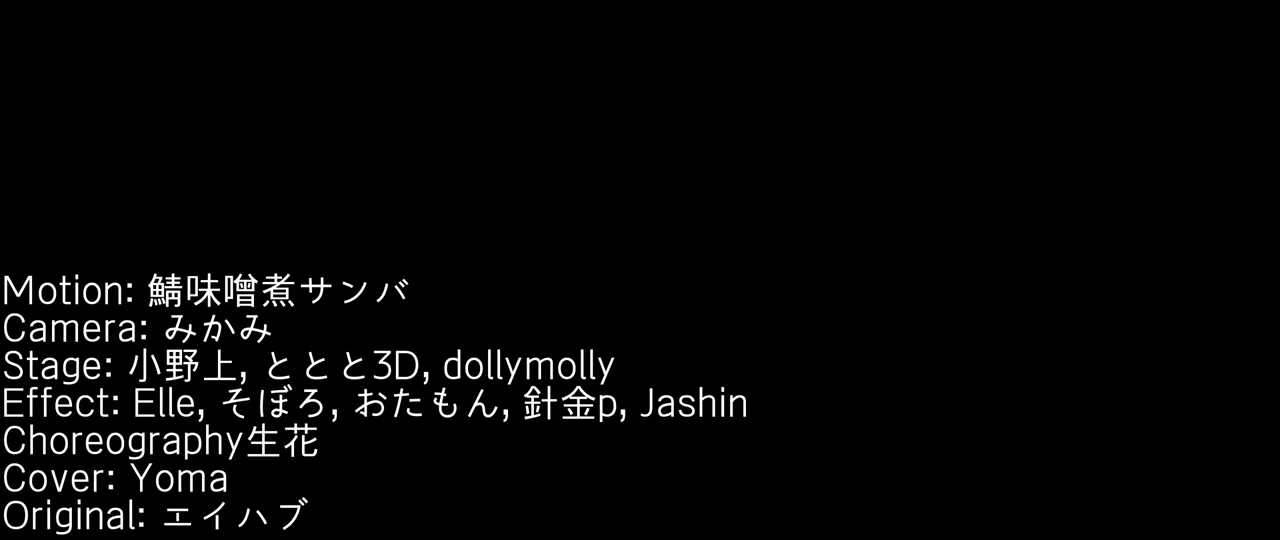 Motion: 鯖味噌煮サンバ
Camera: みかみ
Stage: 小野上, ととと3D, dollymolly
Effect: Elle, そぼろ, おたもん, 針金p, Jashin
Choreography生花
Cover: Yoma
Original: エイハブ